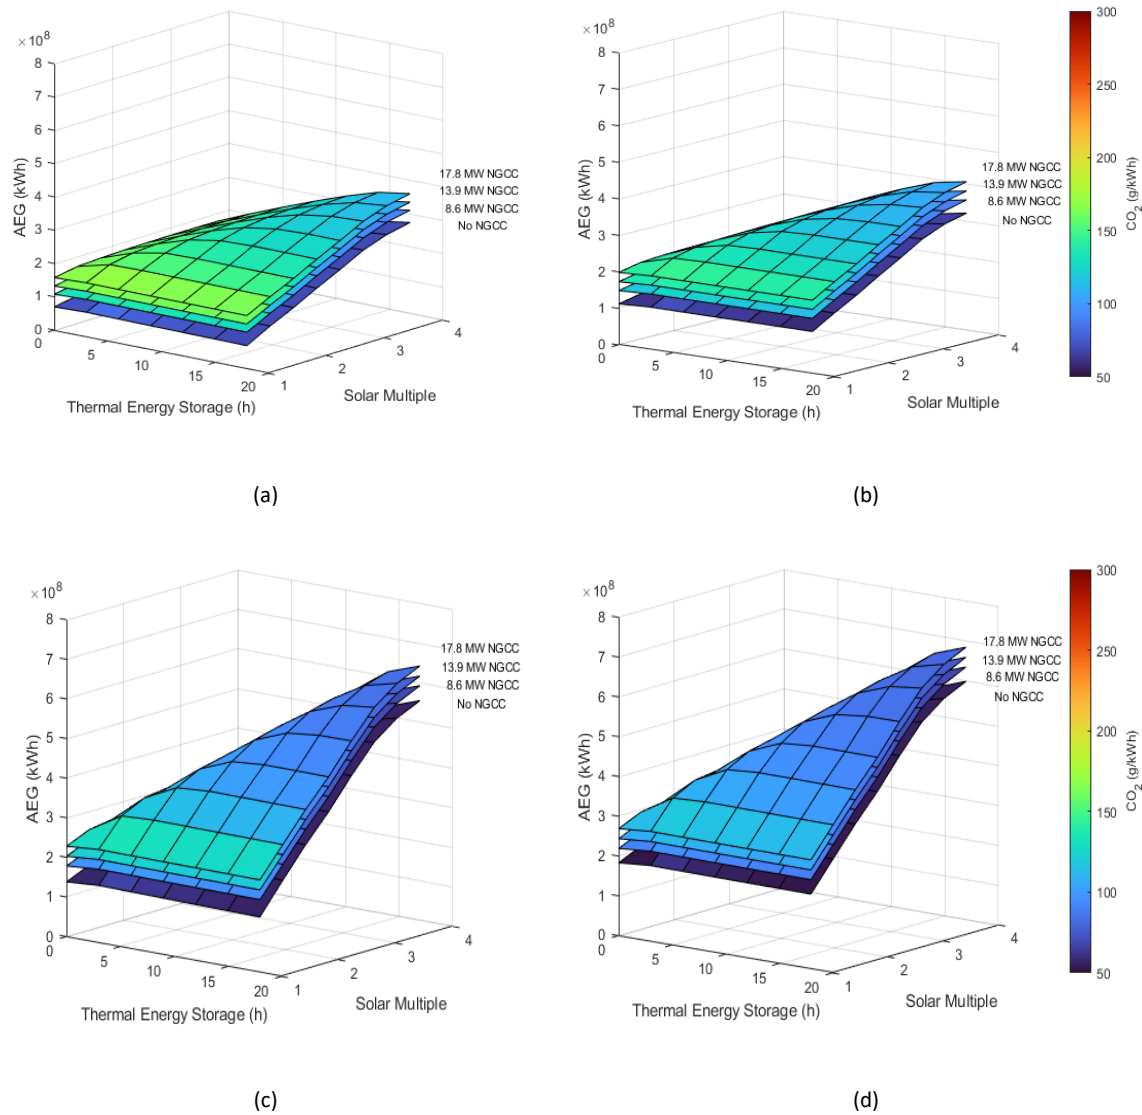 ×10⁸
8
7
6
5
4
3
2
1
0
AEG (kWh)
5
10
15
20
Thermal Energy Storage (h)
1
2
3
4
Solar Multiple
17.8 MW NGCC
13.9 MW NGCC
8.6 MW NGCC
No NGCC
(a)
×10⁸
8
7
6
5
4
3
2
1
0
0
AEG (kWh)
5
10
15
20
Thermal Energy Storage (h)
1
2
3
4
Solar Multiple
17.8 MW NGCC
13.9 MW NGCC
8.6 MW NGCC
No NGCC
300
250
200
150
100
50
CO₂ (g/kWh)
(b)
×10⁸
8
7
6
5
4
3
2
1
0
0
AEG (kWh)
5
10
15
20
Thermal Energy Storage (h)
1
2
3
4
Solar Multiple
17.8 MW NGCC
13.9 MW NGCC
8.6 MW NGCC
No NGCC
(c)
×10⁸
8
7
6
5
4
3
2
1
0
0
AEG (kWh)
5
10
15
20
Thermal Energy Storage (h)
1
2
3
4
Solar Multiple
17.8 MW NGCC
13.9 MW NGCC
8.6 MW NGCC
No NGCC
300
250
200
150
100
50
CO₂ (g/kWh)
(d)